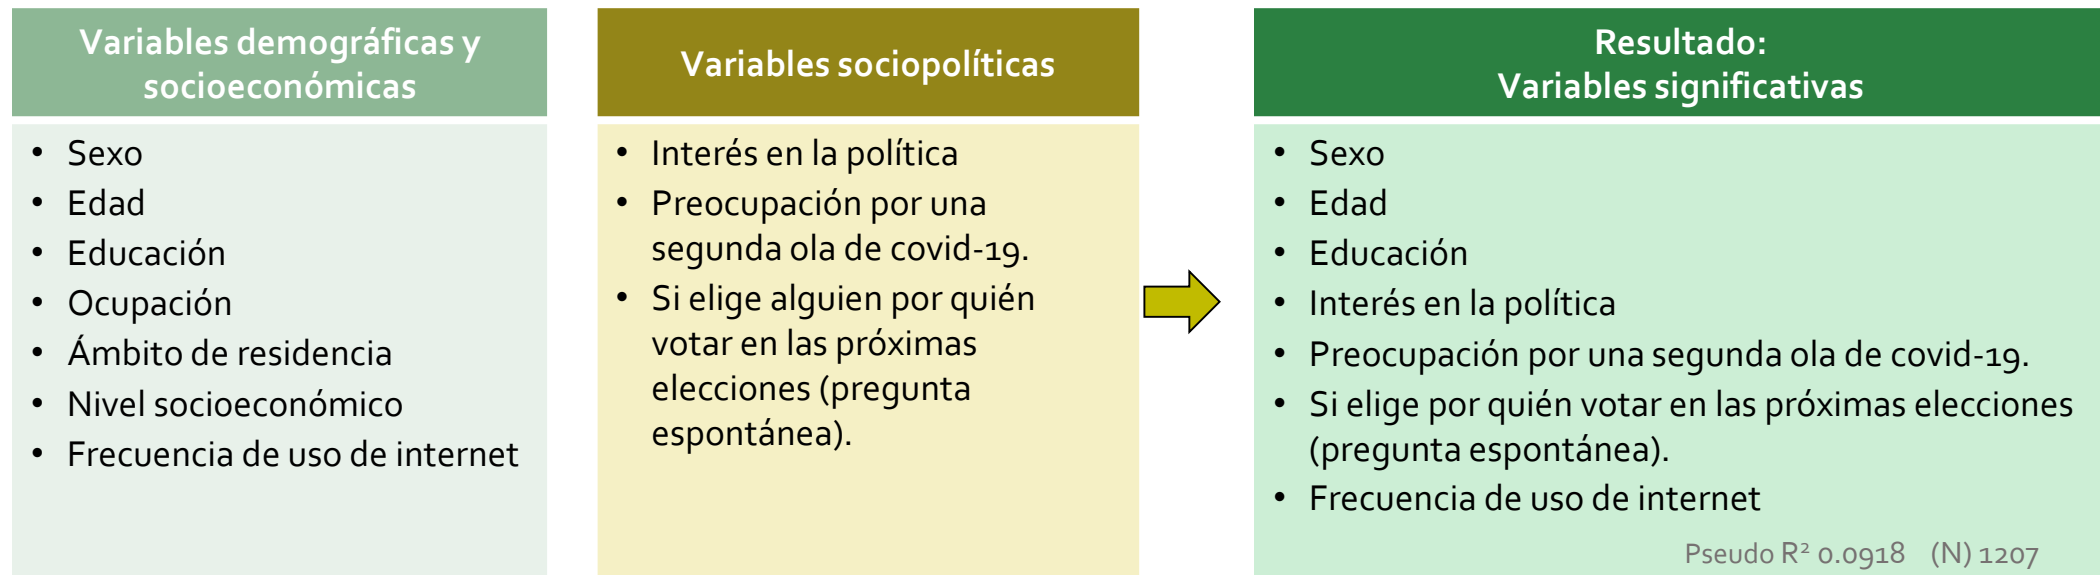 Variables demográficas y
socioeconómicas
• Sexo
• Edad
• Educación
• Ocupación
• Ámbito de residencia
• Nivel socioeconómico
• Frecuencia de uso de internet
Variables sociopolíticas
• Interés en la política
• Preocupación por una
segunda ola de covid-19.
• Si elige alguien por quién
votar en las próximas
elecciones (pregunta
espontánea).
Resultado:
Variables significativas
• Sexo
• Edad
• Educación
• Interés en la política
• Preocupación por una segunda ola de covid-19.
• Si elige por quién votar en las próximas elecciones
(pregunta espontánea).
• Frecuencia de uso de internet
Pseudo R² 0.0918 (N) 1207